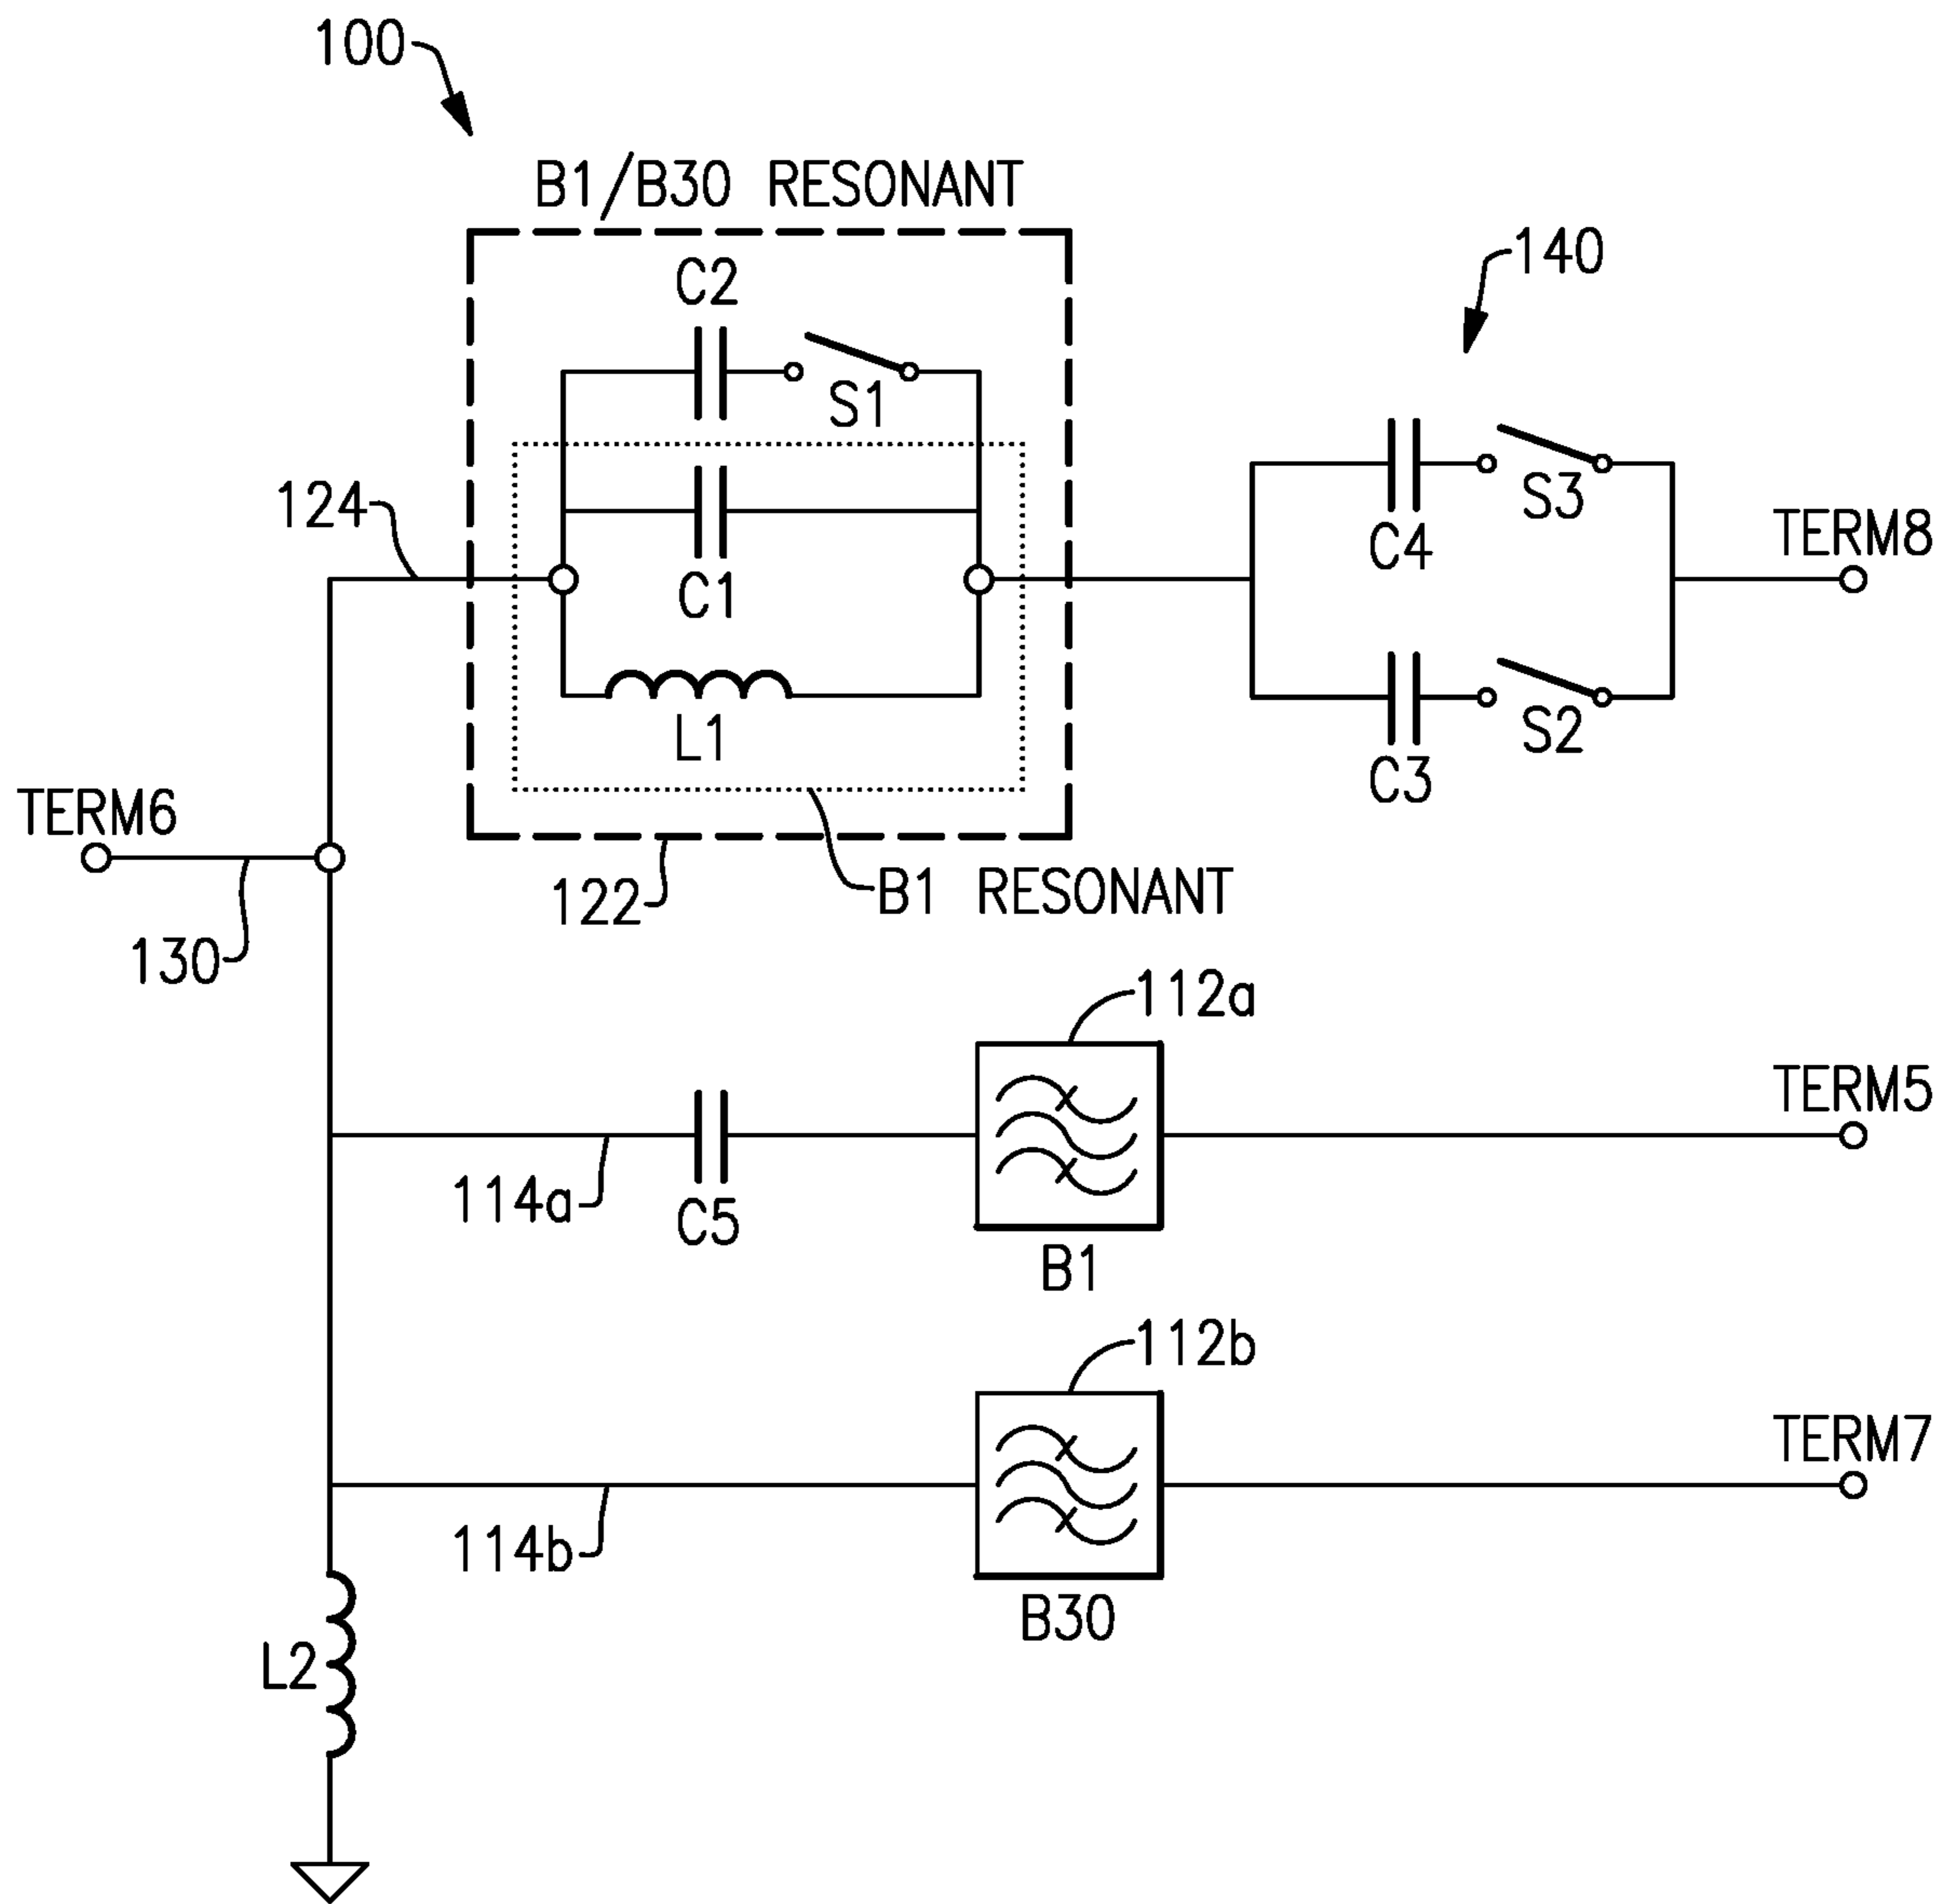 100
B1/B30 RESONANT
140
C2
S1
124
C1
S3
C4
TERM8
L1
S2
C3
TERM6
122
B1 RESONANT
130
112a
TERM5
114a
C5
B1
112b
TERM7
114b
B30
L2